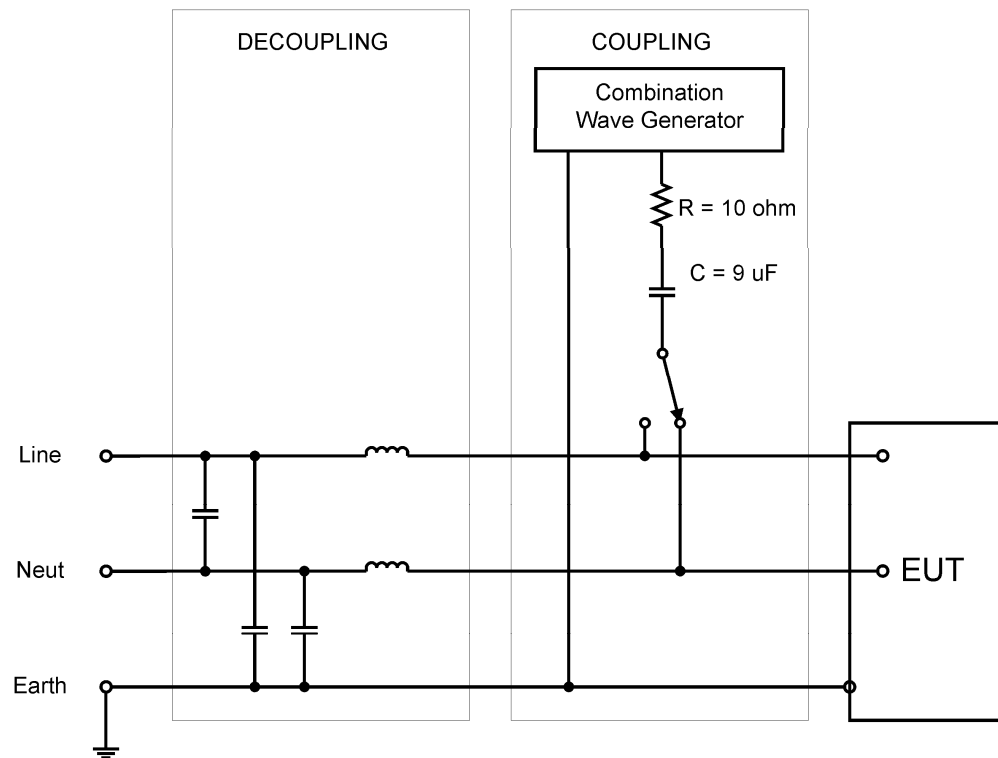 DECOUPLING
COUPLING
Combination
Wave Generator
R = 10 ohm
C = 9 uF
Line
Neut
EUT
Earth